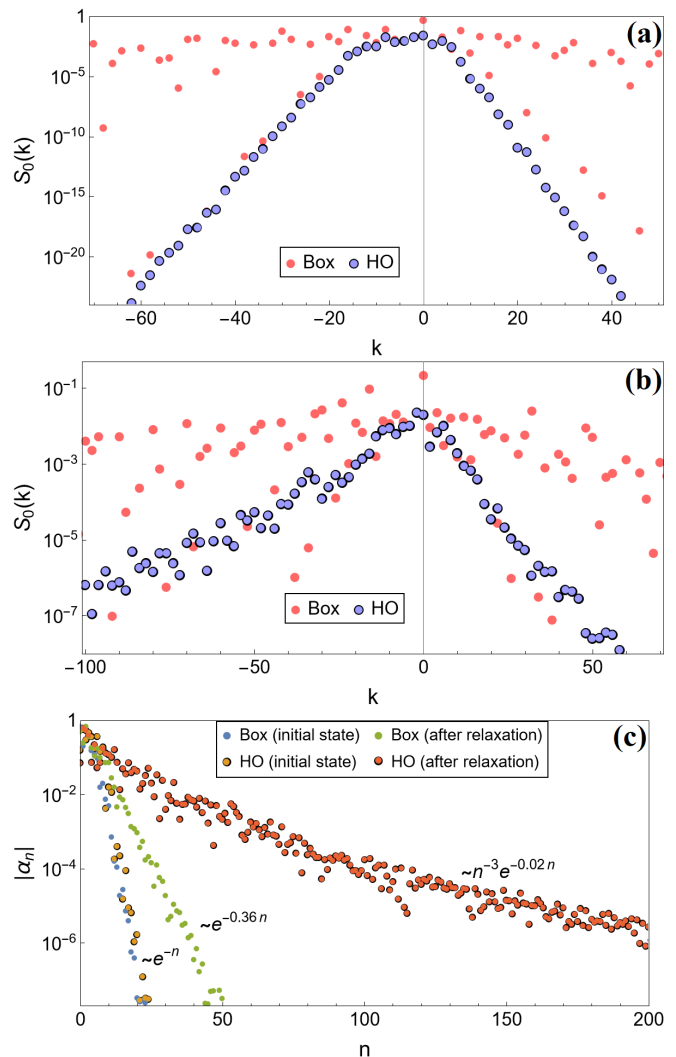 (a)
S₀(k)
1
10⁻⁵
10⁻¹⁰
10⁻¹⁵
10⁻²⁰
Box HO
−60 −40 −20 0 20 40
k
(b)
S₀(k)
10⁻¹
10⁻³
10⁻⁵
10⁻⁷
Box HO
−100 −50 0 50
k
(c)
|αₙ|
1
10⁻²
10⁻⁴
10⁻⁶
Box (initial state) Box (after relaxation)
HO (initial state) HO (after relaxation)
~n⁻³e⁻⁰·⁰²ⁿ
~e⁻⁰·³⁶ⁿ
~e⁻ⁿ
0 50 100 150 200
n